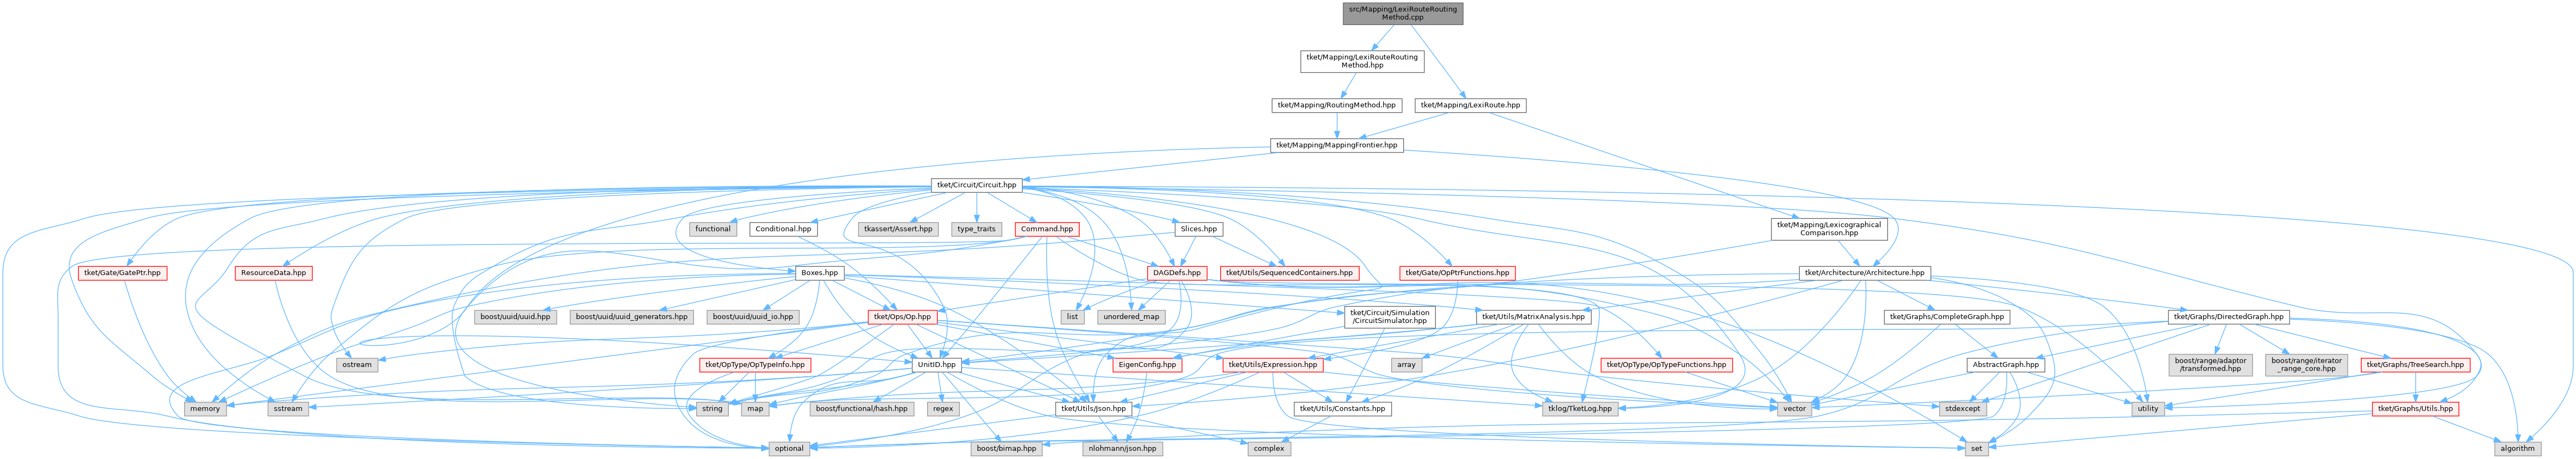 src/Mapping/LexiRouteRouting
Method.cpp
tket/Mapping/LexiRouteRouting
Method.hpp
tket/Mapping/RoutingMethod.hpp
tket/Mapping/LexiRoute.hpp
tket/Mapping/MappingFrontier.hpp
tket/Circuit/Circuit.hpp
functional
Conditional.hpp
tkassert/Assert.hpp
type_traits
Command.hpp
Slices.hpp
tket/Mapping/Lexicographical
Comparison.hpp
tket/Gate/GatePtr.hpp
ResourceData.hpp
Boxes.hpp
DAGDefs.hpp
tket/Utils/SequencedContainers.hpp
tket/Gate/OpPtrFunctions.hpp
tket/Architecture/Architecture.hpp
boost/uuid/uuid.hpp
boost/uuid/uuid_generators.hpp
boost/uuid/uuid_io.hpp
tket/Ops/Op.hpp
list
unordered_map
tket/Circuit/Simulation
/CircuitSimulator.hpp
tket/Utils/MatrixAnalysis.hpp
tket/Graphs/CompleteGraph.hpp
tket/Graphs/DirectedGraph.hpp
ostream
tket/OpType/OpTypeInfo.hpp
UnitID.hpp
EigenConfig.hpp
tket/Utils/Expression.hpp
array
tket/OpType/OpTypeFunctions.hpp
AbstractGraph.hpp
boost/range/adaptor
/transformed.hpp
boost/range/iterator
_range_core.hpp
tket/Graphs/TreeSearch.hpp
memory
sstream
string
map
boost/functional/hash.hpp
regex
tket/Utils/Json.hpp
tket/Utils/Constants.hpp
tklog/TketLog.hpp
vector
stdexcept
utility
tket/Graphs/Utils.hpp
optional
boost/bimap.hpp
nlohmann/json.hpp
complex
set
algorithm